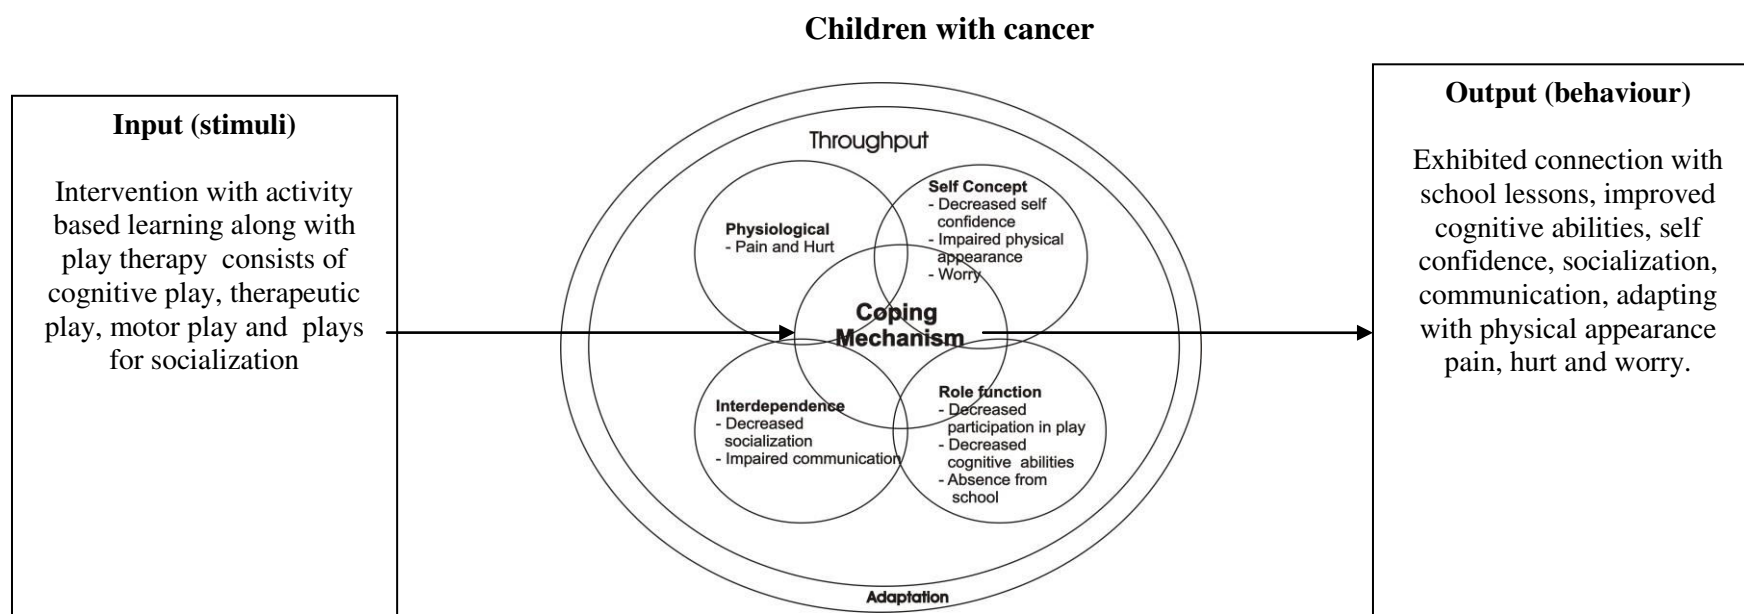 Children with cancer
Input (stimuli)
Intervention with activity
based learning along with
play therapy consists of
cognitive play, therapeutic
play, motor play and plays
for socialization
Throughput
Physiological
- Pain and Hurt
Self Concept
- Decreased self
confidence
- Impaired physical
appearance
- Worry
Coping
Mechanism
Interdependence
- Decreased
socialization
- Impaired communication
Role function
- Decreased
participation in play
- Decreased
cognitive abilities
- Absence from
school
Adaptation
Output (behaviour)
Exhibited connection with
school lessons, improved
cognitive abilities, self
confidence, socialization,
communication, adapting
with physical appearance
pain, hurt and worry.